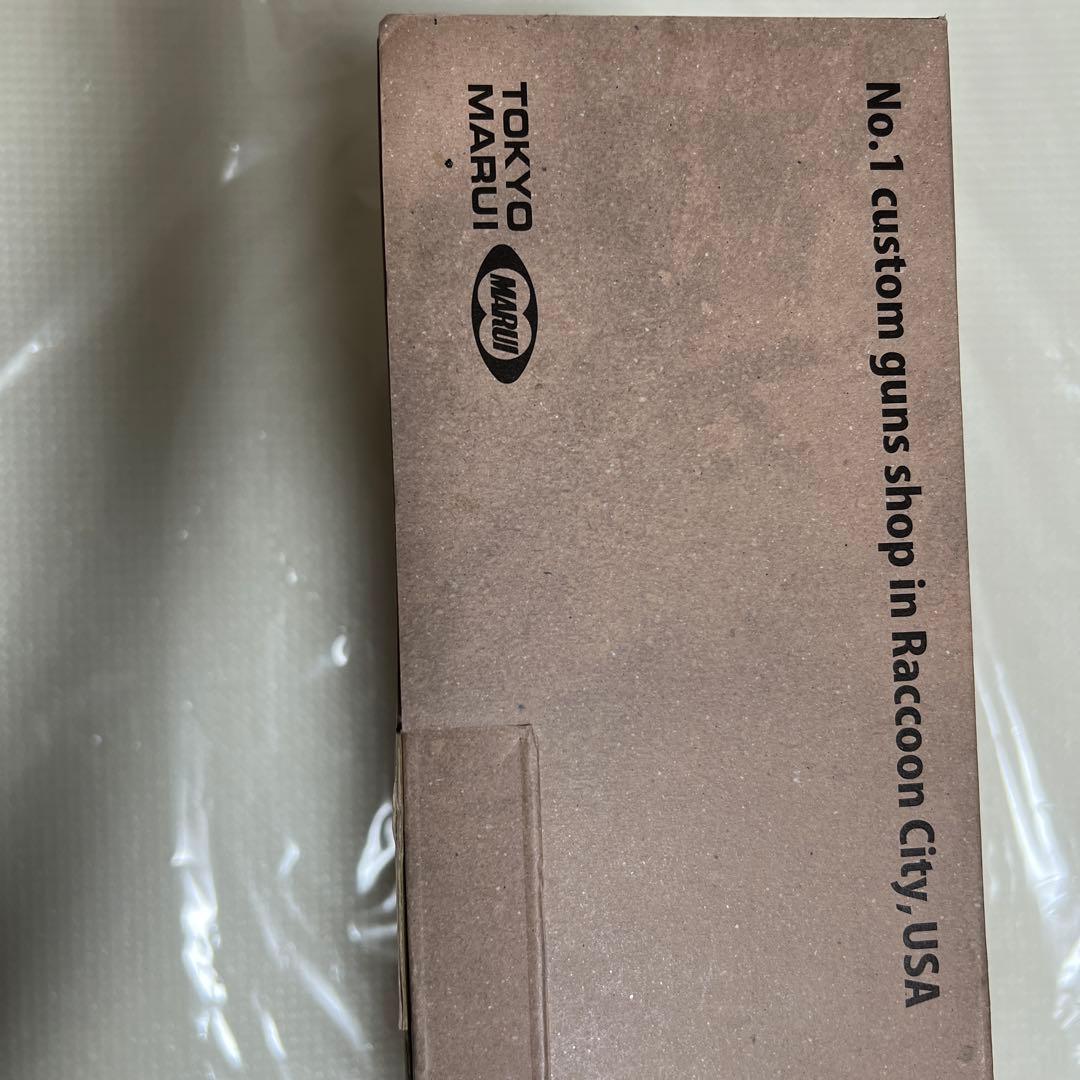 No.1 custom guns shop in Raccoon City, USA
TOKYO
MARUI
MARUI